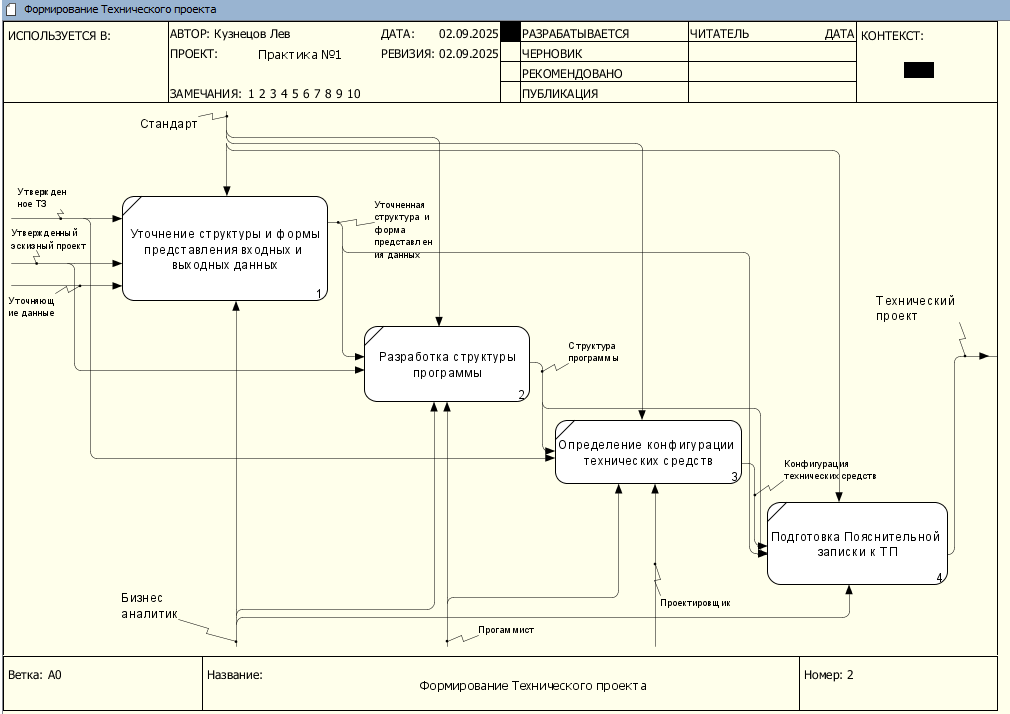 Формирование Технического проекта
ИСПОЛЬЗУЕТСЯ В:
АВТОР: Кузнецов Лев
ДАТА: 02.09.2025
РАЗРАБАТЫВАЕТСЯ
ЧИТАТЕЛЬ
ДАТА
КОНТЕКСТ:
ПРОЕКТ: Практика №1
РЕВИЗИЯ: 02.09.2025
ЧЕРНОВИК
РЕКОМЕНДОВАНО
ЗАМЕЧАНИЯ: 1 2 3 4 5 6 7 8 9 10
ПУБЛИКАЦИЯ
Стандарт
Утвержден
ное ТЗ
Утвержденный
эскизный проект
Уточняющ
ие данные
Уточнение структуры и формы
представления входных и
выходных данных
1
Уточненная
структура и
форма
представлен
ия данных
Разработка структуры
программы
2
Структура
программы
Определение конфигурации
технических средств
3
Конфигурация
технических средств
Технический
проект
Подготовка Пояснительной
записки к ТП
4
Бизнес
аналитик
Прогаммист
Проектировщик
Ветка: A0
Название:
Формирование Технического проекта
Номер: 2